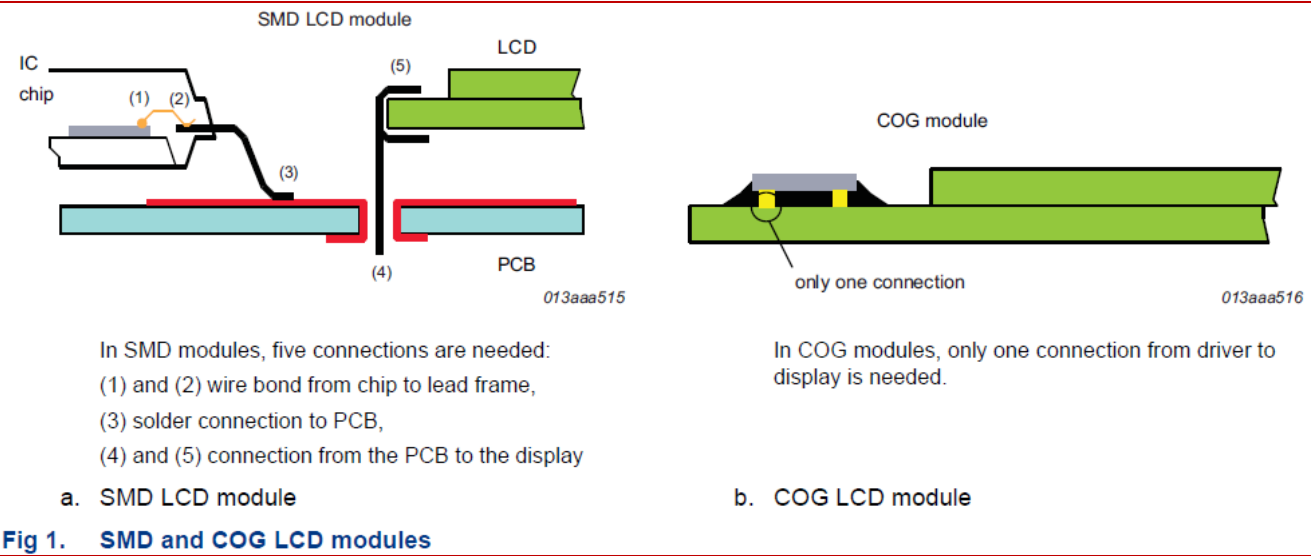 SMD LCD module
IC
chip
(1)
(2)
(3)
(4)
(5)
LCD
PCB
013aaa515
In SMD modules, five connections are needed:
(1) and (2) wire bond from chip to lead frame,
(3) solder connection to PCB,
(4) and (5) connection from the PCB to the display
a. SMD LCD module
COG module
only one connection
013aaa516
In COG modules, only one connection from driver to
display is needed.
b. COG LCD module
Fig 1. SMD and COG LCD modules